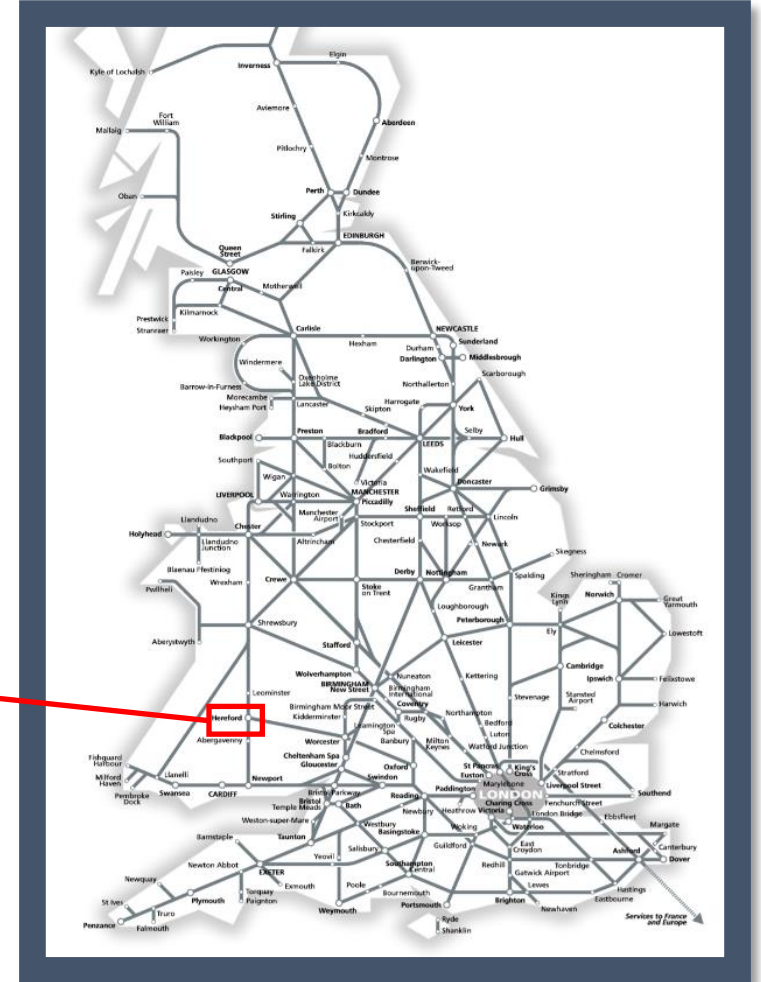 Elgin
Inverness
Kyle of Lochalsh
Aviemore
Fort
William
Aberdeen
Mallaig
Pitlochry
Montrose
Perth
Dundee
Oban
Kirkcaldy
Stirling
EDINBURGH
Queen
Street
Falkirk
Berwick-
upon-Tweed
Paisley
GLASGOW
Central
Motherwell
Prestwick
Kilmarnock
Stranraer
Carlisle
NEWCASTLE
Workington
Hexham
Durham
Sunderland
Darlington
Middlesbrough
Windermere
Scarborough
Oxenholme
Lake District
Barrow-in-Furness
Northallerton
Morecambe
Heysham Port
Lancaster
Harrogate
Skipton
York
Blackpool
Preston
Bradford
LEEDS
Selby
Hull
Blackburn
Huddersfield
Southport
Bolton
Wakefield
Wigan
Victoria
MANCHESTER
Piccadilly
Doncaster
Grimsby
LIVERPOOL
Warrington
Manchester
Airport
Sheffield
Retford
Lincoln
Llandudno
Stockport
Worksop
Holyhead
Chester
Altrincham
Chesterfield
Llandudno
Junction
Newark
Skegness
Blaenau Ffestiniog
Wrexham
Crewe
Stoke
on Trent
Derby
Nottingham
Grantham
Spalding
Sheringham
Cromer
Pwllheli
Kings
Lynn
Norwich
Great
Yarmouth
Loughborough
Peterborough
Shrewsbury
Ely
Lowestoft
Aberystwyth
Stafford
Leicester
Wolverhampton
BIRMINGHAM
New Street
Nuneaton
Kettering
Cambridge
Birmingham
International
Ipswich
Felixstowe
Leominster
Coventry
Stevenage
Stansted
Airport
Harwich
Birmingham Moor Street
Kidderminster
Rugby
Northampton
Hereford
Leamington
Spa
Bedford
Colchester
Abergavenny
Worcester
Banbury
Milton
Keynes
Luton
Watford Junction
Chelmsford
Cheltenham Spa
Gloucester
Oxford
St Pancras
King's
Cross
Fishguard
Harbour
Euston
Stratford
Milford
Haven
Llanelli
Newport
Swindon
Marylebone
Liverpool Street
Pembroke
Dock
Swansea
CARDIFF
Bristol Parkway
Reading
Paddington
LONDON
Southend
Bristol
Temple Meads
Bath
Newbury
Heathrow
Victoria
Charing Cross
Fenchurch Street
London Bridge
Ebbsfleet
Weston-super-Mare
Westbury
Basingstoke
Woking
Waterloo
Margate
Barnstaple
Taunton
Salisbury
Guildford
East
Croydon
Canterbury
Yeovil
Ashford
Dover
Newton Abbot
EXETER
Southampton
Central
Redhill
Tonbridge
Gatwick Airport
Newquay
Exmouth
Poole
Lewes
Hastings
Torquay
Paignton
Bournemouth
Eastbourne
St Ives
Plymouth
Weymouth
Portsmouth
Brighton
Newhaven
Truro
Ryde
Shanklin
Services to France
and Europe
Penzance
Falmouth